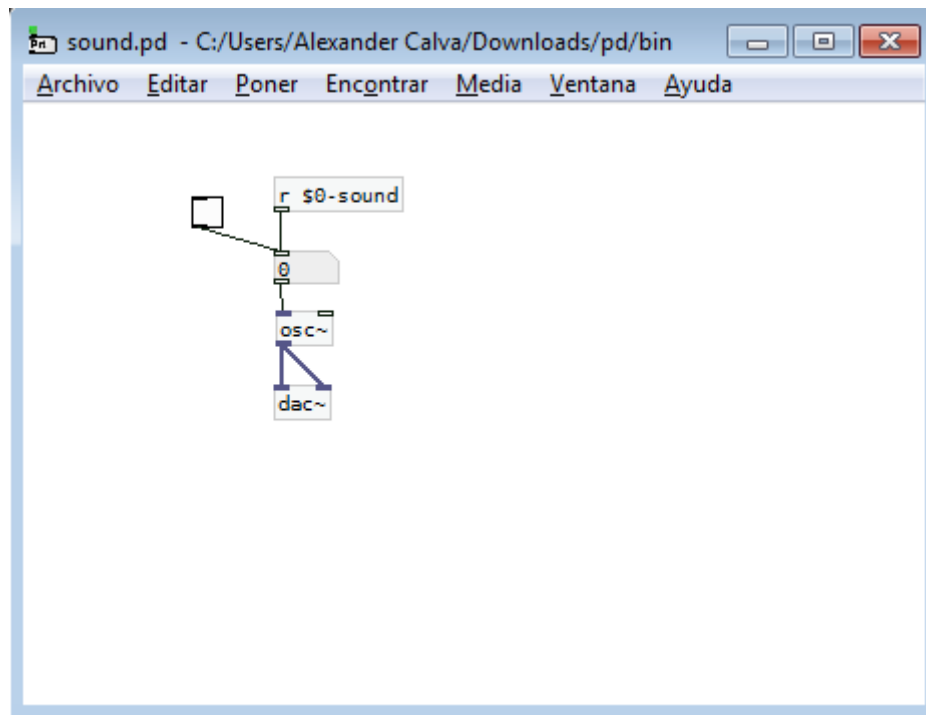 sound.pd - C:/Users/Alexander Calva/Downloads/pd/bin
Archivo Editar Poner Encontrar Media Ventana Ayuda
r $0-sound
0
osc~
dac~